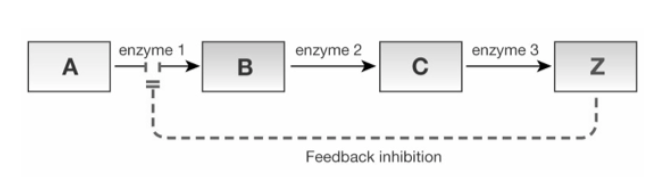 enzyme 1
enzyme 2
enzyme 3
A
B
C
Z
Feedback inhibition